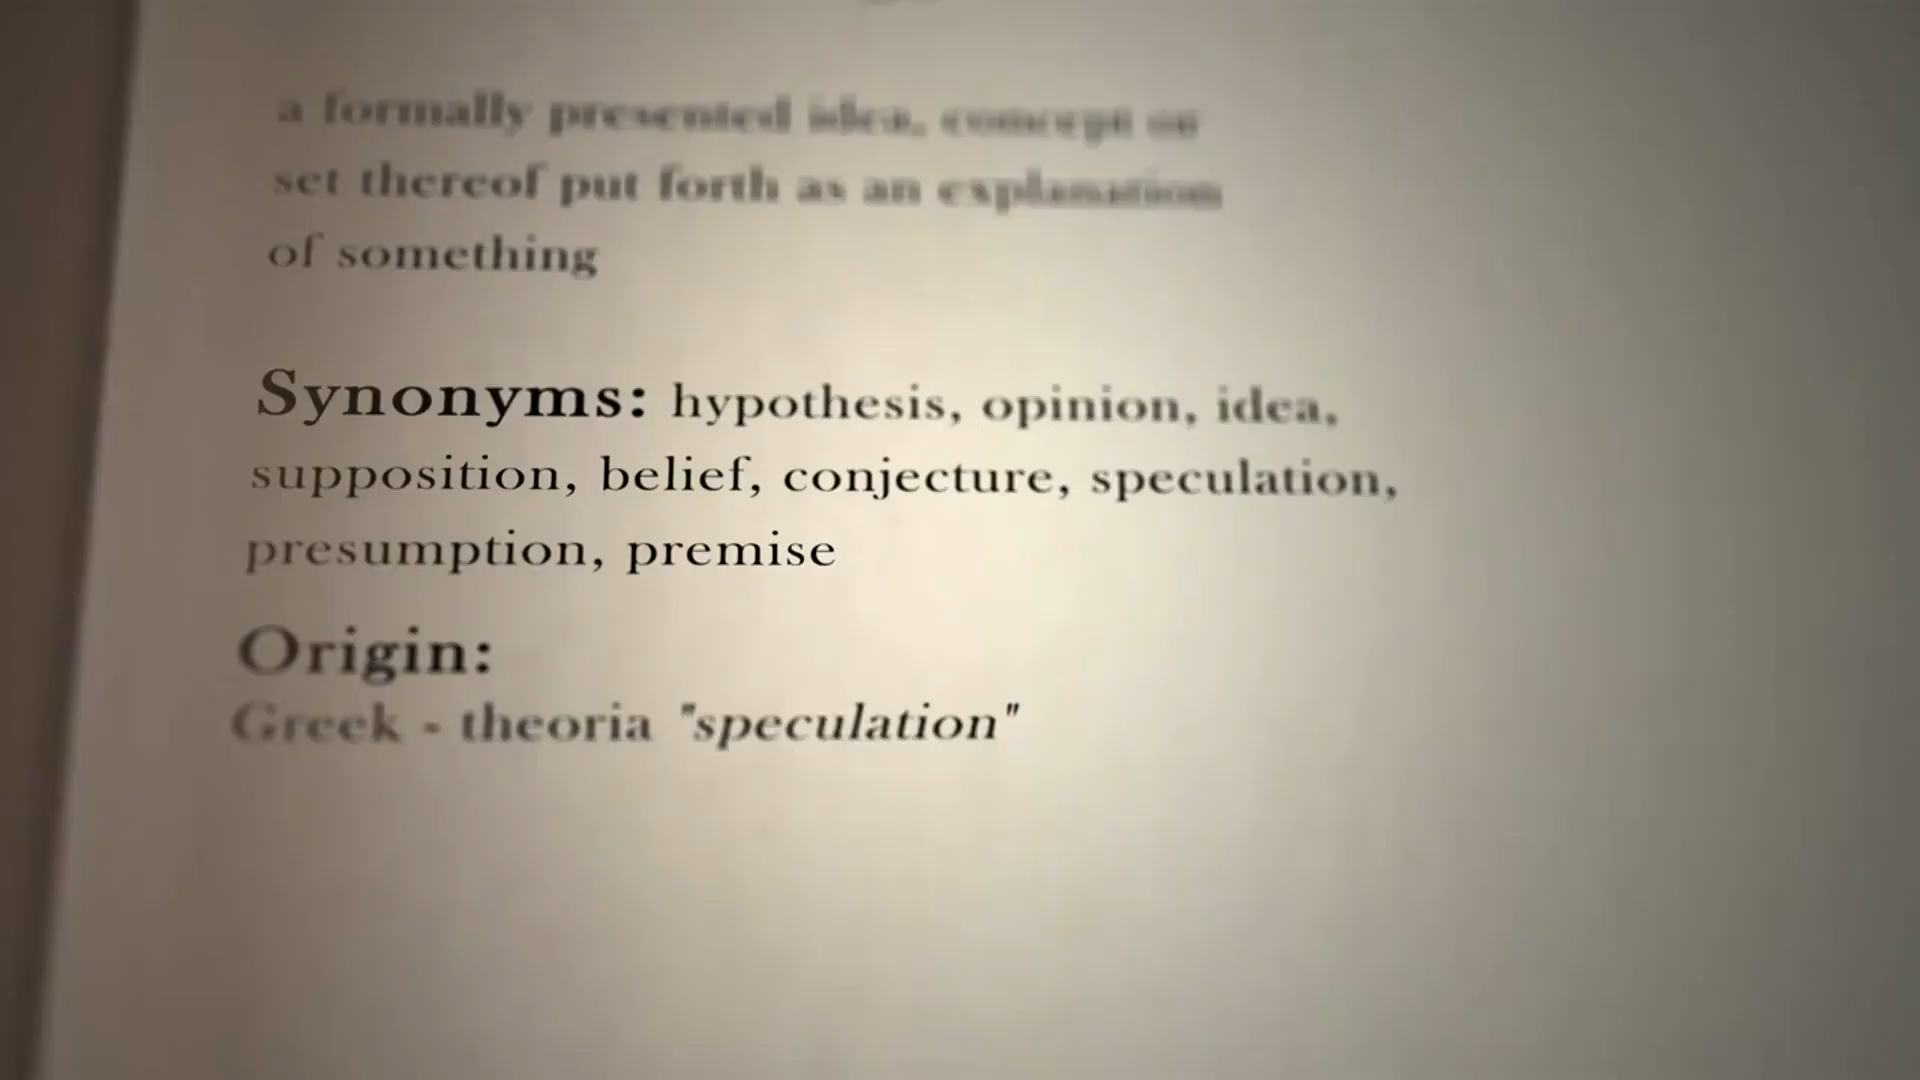 a formally presented idea, concept or
set thereof put forth as an explanation
of something
Synonyms: hypothesis, opinion, idea,
supposition, belief, conjecture, speculation,
presumption, premise
Origin:
Greek - theoria "speculation"